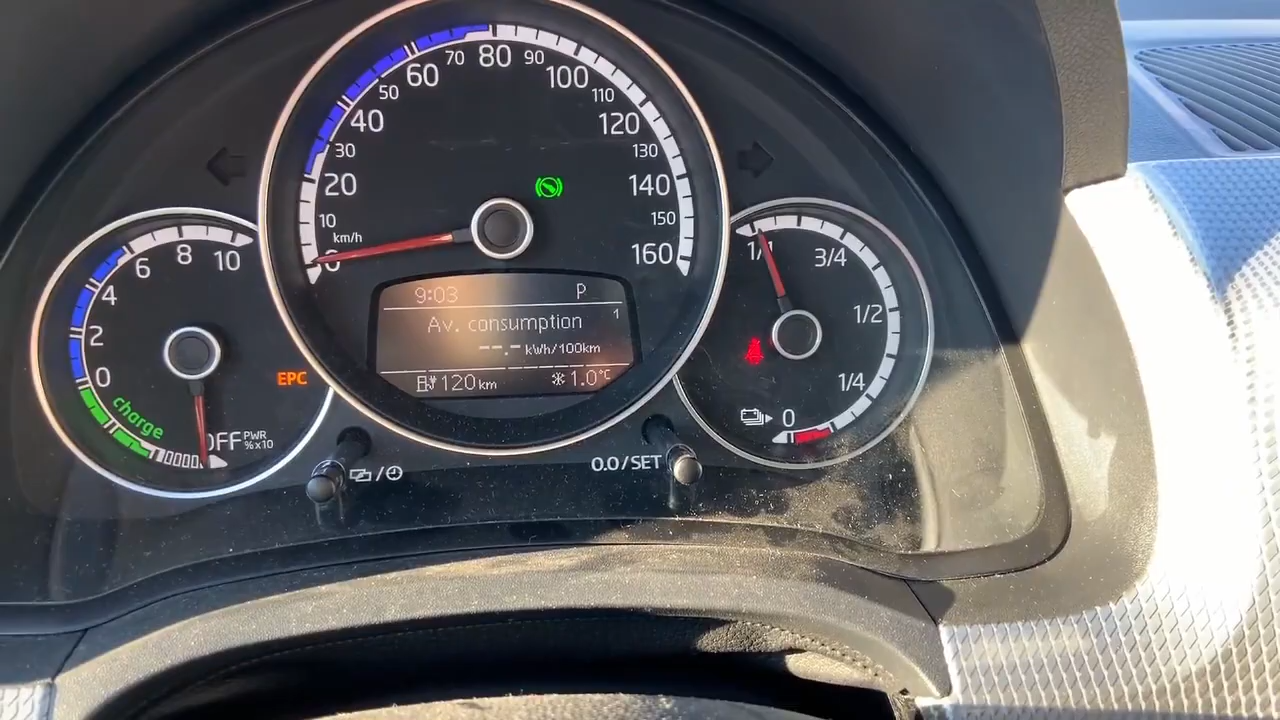 0 10 20 30 40 50 60 70 80 90 100 110 120 130 140 150 160
km/h
0 2 4 6 8 10
charge
OFF PWR
%x10
EPC
9:03 P
Av. consumption 1
--.- kWh/100km
120 km 1.0°C
1/1 3/4 1/2 1/4 0
0.0/SET